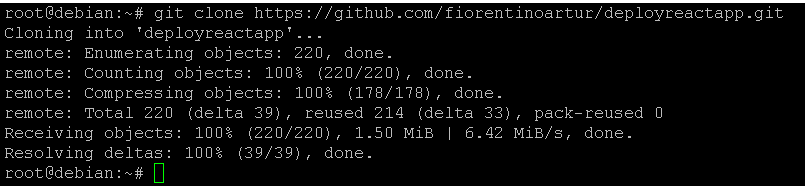 root@debian:~# git clone https://github.com/fiorentinoartur/deployreactapp.git
Cloning into 'deployreactapp'...
remote: Enumerating objects: 220, done.
remote: Counting objects: 100% (220/220), done.
remote: Compressing objects: 100% (178/178), done.
remote: Total 220 (delta 39), reused 214 (delta 33), pack-reused 0
Receiving objects: 100% (220/220), 1.50 MiB | 6.42 MiB/s, done.
Resolving deltas: 100% (39/39), done.
root@debian:~#